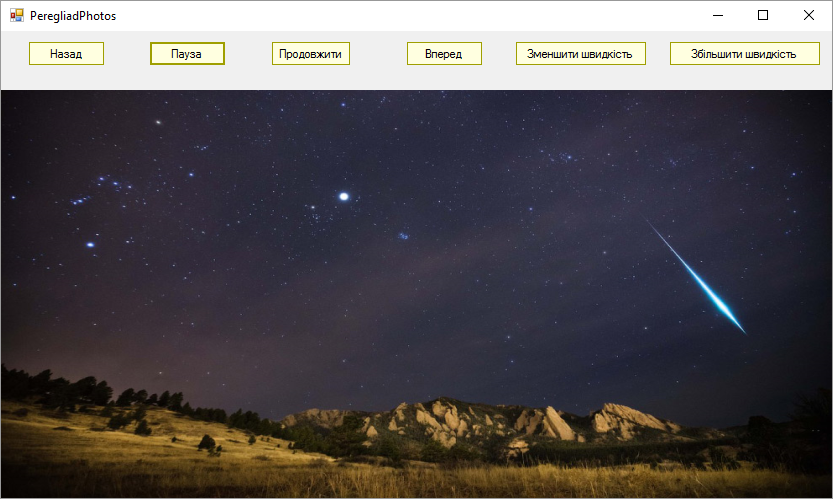 PeregliadPhotos
Назад
Пауза
Продовжити
Вперед
Зменшити швидкість
Збільшити швидкість